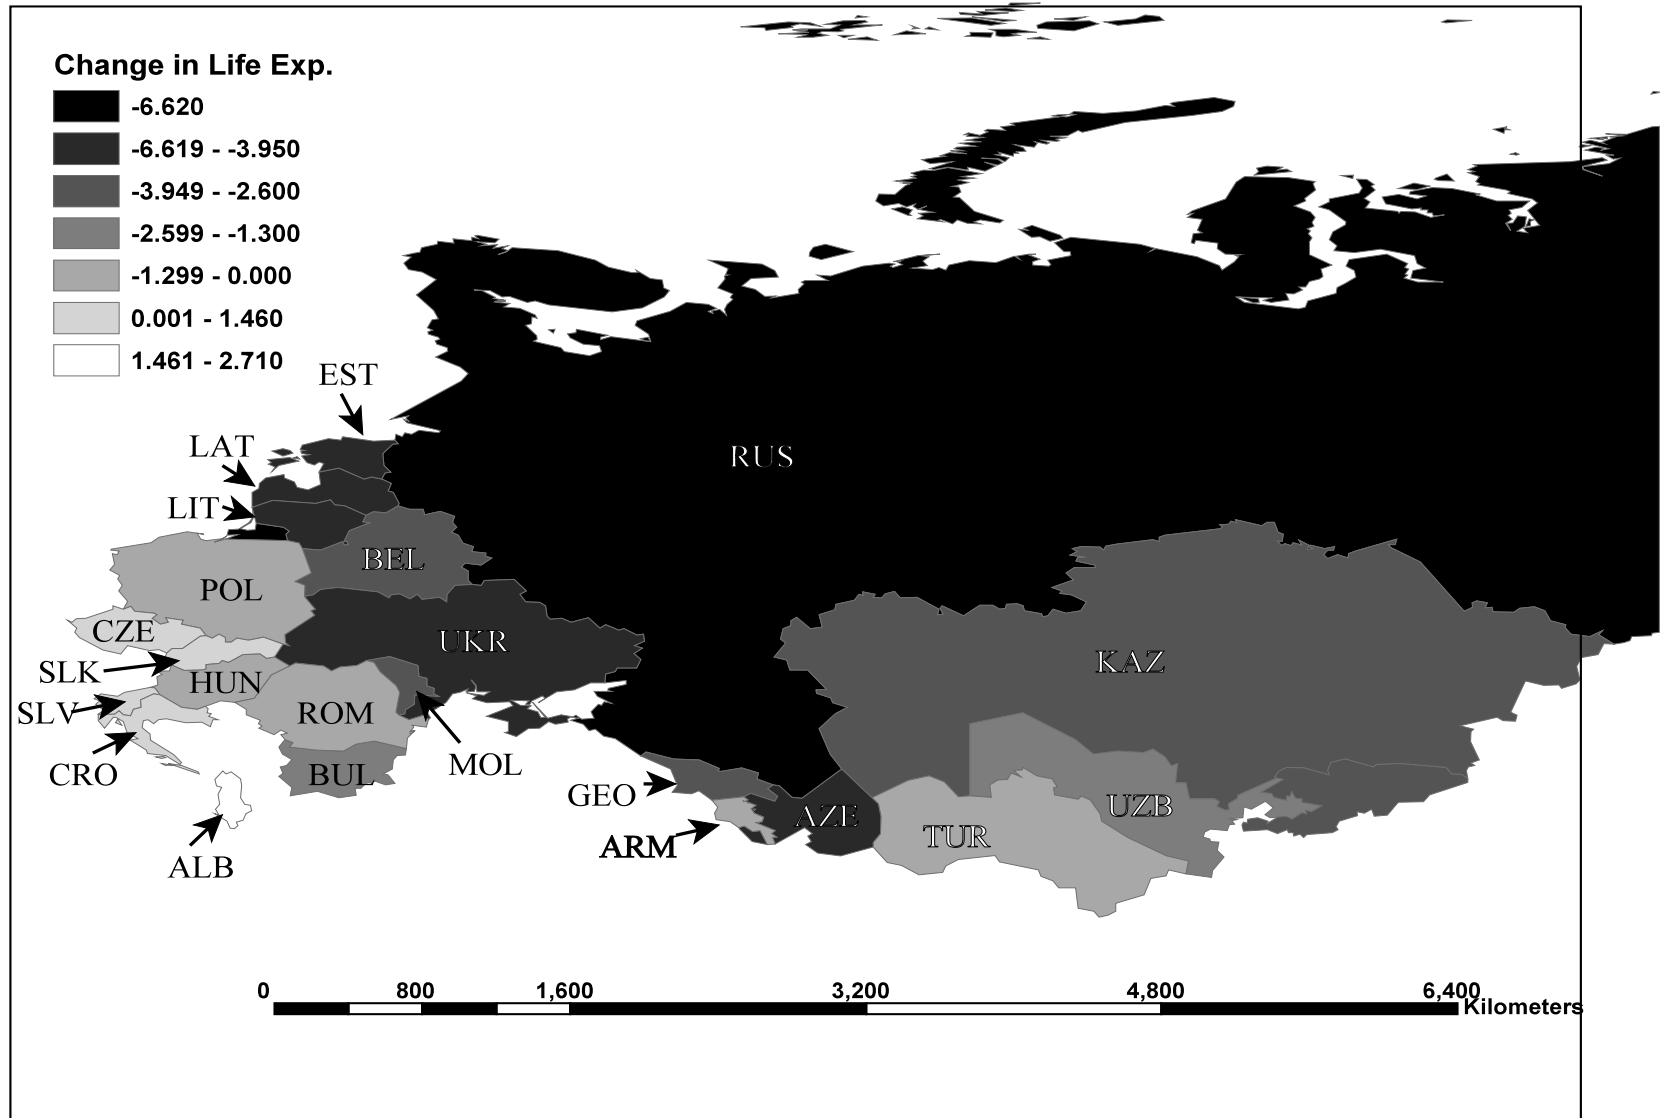 Change in Life Exp.
-6.620
-6.619 - -3.950
-3.949 - -2.600
-2.599 - -1.300
-1.299 - 0.000
0.001 - 1.460
1.461 - 2.710
EST
LAT
RUS
LIT
BEL
POL
CZE
UKR
KAZ
SLK
HUN
SLV
ROM
MOL
CRO
BUL
GEO
UZB
AZE
TUR
ARM
ALB
0 800 1,600 3,200 4,800 6,400
Kilometers